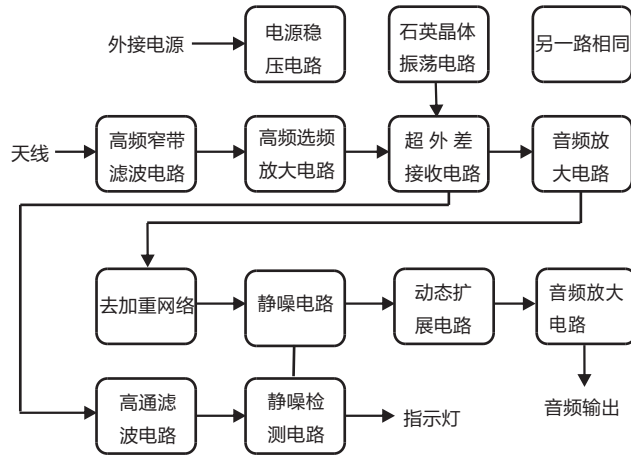 外接电源
电源稳
压电路
石英晶体
振荡电路
另一路相同
天线
高频窄带
滤波电路
高频选频
放大电路
超外差
接收电路
音频放
大电路
去加重网络
静噪电路
动态扩
展电路
音频放大
电路
高通滤
波电路
静噪检
测电路
指示灯
音频输出